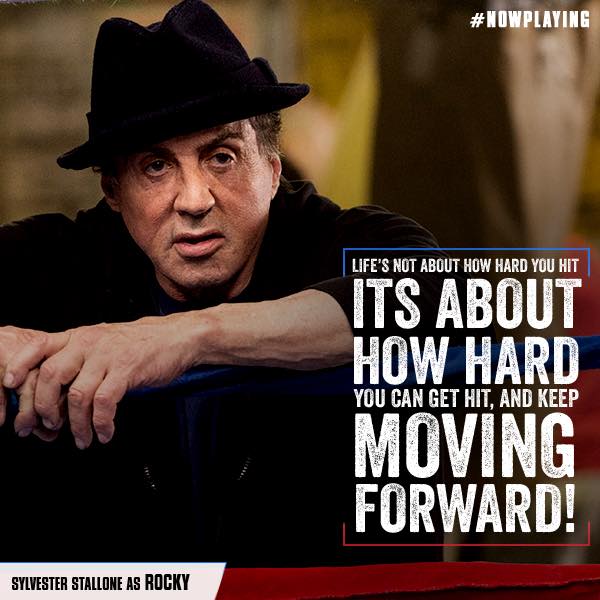 #NOWPLAYING
LIFE'S NOT ABOUT HOW HARD YOU HIT
ITS ABOUT
HOW HARD
YOU CAN GET HIT, AND KEEP
MOVING
FORWARD!
SYLVESTER STALLONE AS ROCKY